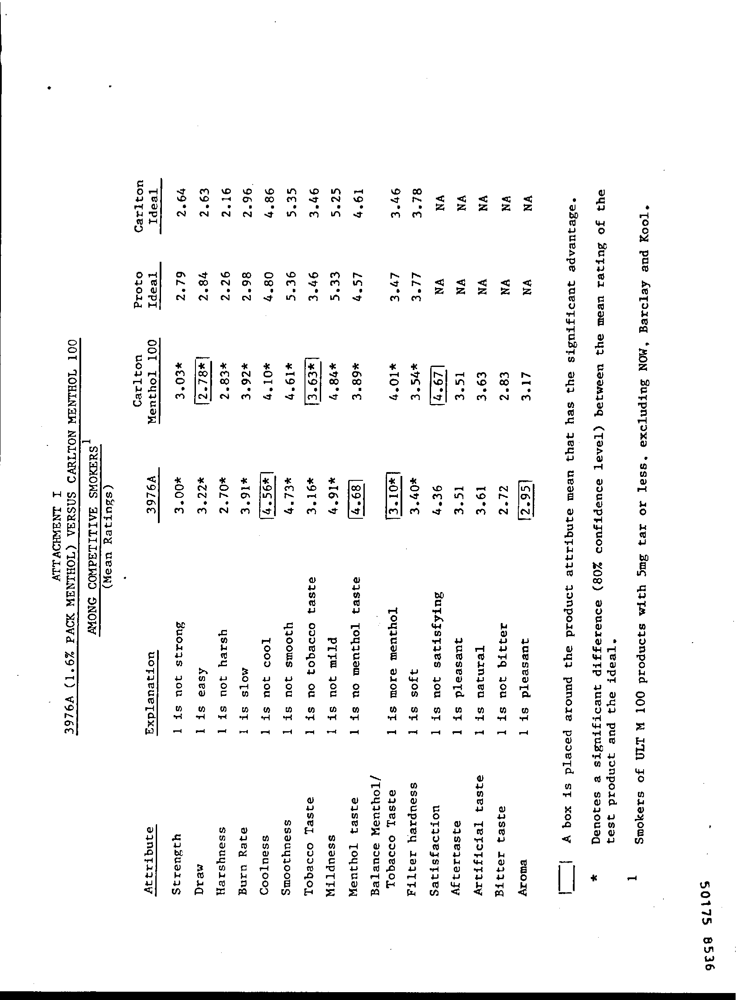 ATTACHMENT I
3976A (1.6% PACK MENTHOL) VERSUS CARLTON MENTHOL 100
AMONG COMPETITIVE SMOKERS1
(Mean Ratings)
Attribute Explanation 3976A Carlton Menthol 100 Proto Ideal Carlton Ideal
Strength 1 is not strong 3.00* 3.03* 2.79 2.64
Draw 1 is easy 3.22* 2.78* 2.84 2.63
Harshness 1 is not harsh 2.70* 2.83* 2.26 2.16
Burn Rate 1 is slow 3.91* 3.92* 2.98 2.96
Coolness 1 is not cool 4.56* 4.10* 4.80 4.86
Smoothness 1 is not smooth 4.73* 4.61* 5.36 5.35
Tobacco Taste 1 is no tobacco taste 3.16* 3.63* 3.46 3.46
Mildness 1 is not mild 4.91* 4.84* 5.33 5.25
Menthol taste 1 is no menthol taste 4.68 3.89* 4.57 4.61
Balance Menthol/
Tobacco Taste 1 is more menthol 3.10* 4.01* 3.47 3.46
Filter hardness 1 is soft 3.40* 3.54* 3.77 3.78
Satisfaction 1 is not satisfying 4.36 4.67 NA NA
Aftertaste 1 is pleasant 3.51 3.51 NA NA
Artificial taste 1 is natural 3.61 3.63 NA NA
Bitter taste 1 is not bitter 2.72 2.83 NA NA
Aroma 1 is pleasant 2.95 3.17 NA NA
A box is placed around the product attribute mean that has the significant advantage.
* Denotes a significant difference (80% confidence level) between the mean rating of the
test product and the ideal.
1 Smokers of ULT M 100 products with 5mg tar or less. excluding NOW, Barclay and Kool.
50175 8536